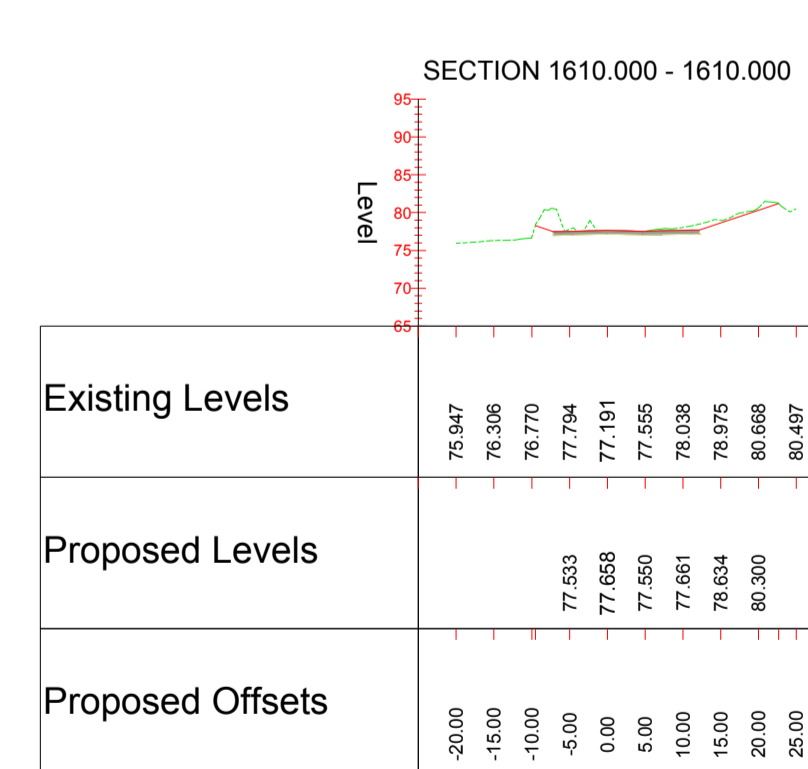 SECTION 1610.000 - 1610.000
Level
95
90
85
80
75
70
65
Existing Levels
75.947 76.306 76.770 77.794 77.191 77.555 78.038 78.975 80.668 80.497
Proposed Levels
77.533 77.658 77.550 77.661 78.634 80.300
Proposed Offsets
-20.00 -15.00 -10.00 -5.00 0.00 5.00 10.00 15.00 20.00 25.00